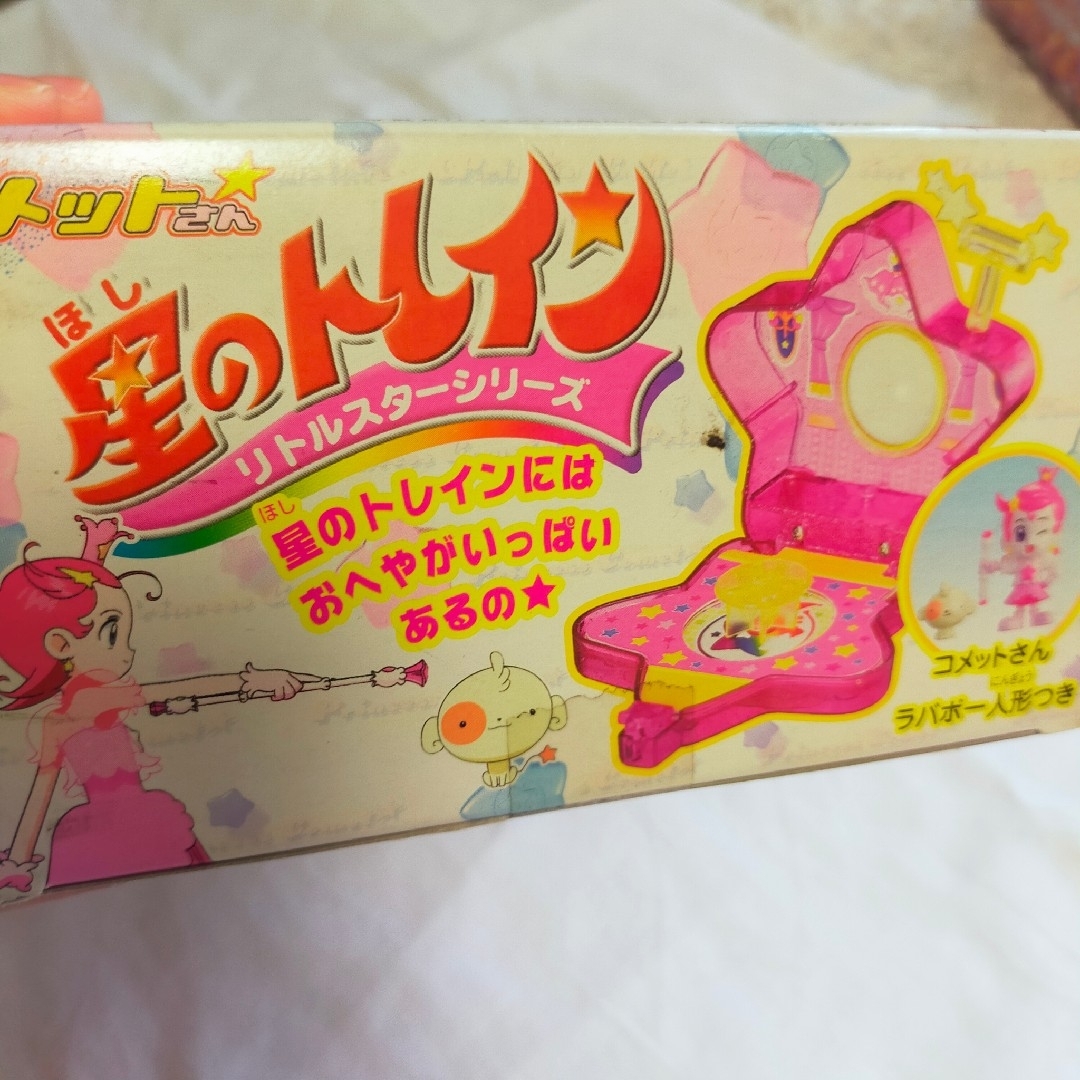 メットさん
ほし
星のトレイン
リトルスターシリーズ
ほし
星のトレインには
おへやがいっぱい
あるの★
コメットさん
にんぎょう
ラバボー人形つき